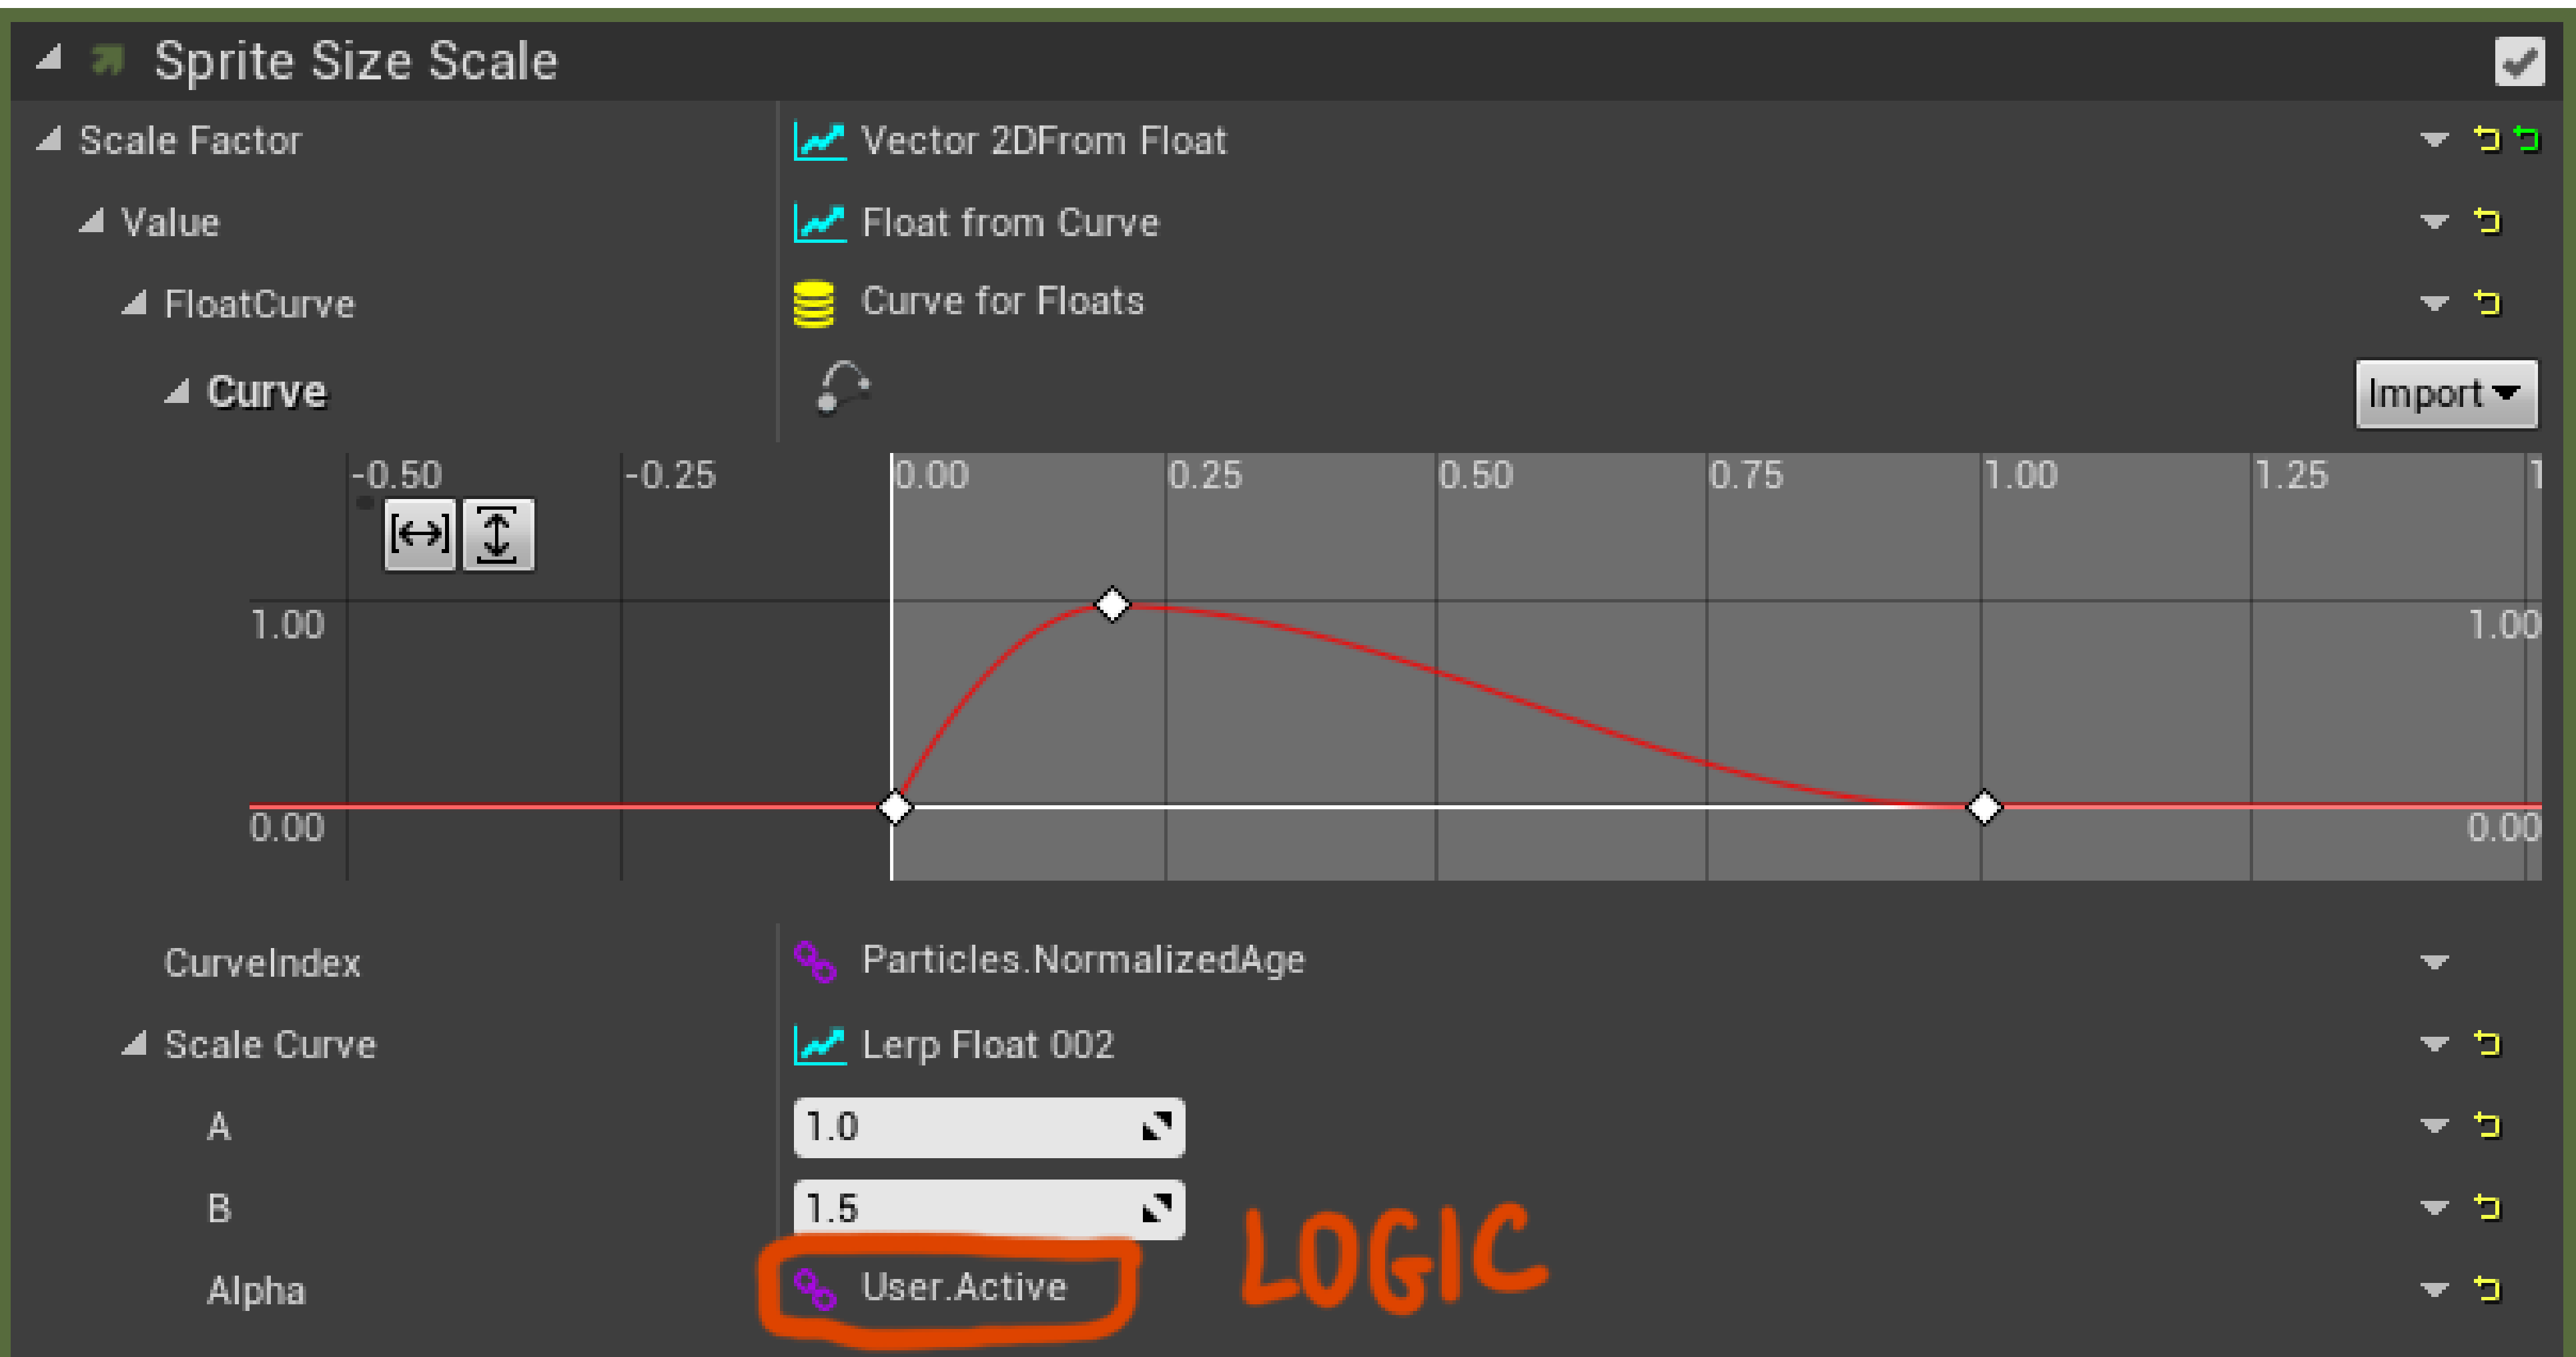 Sprite Size Scale
Scale Factor Vector 2DFrom Float
Value Float from Curve
FloatCurve Curve for Floats
Curve Import
-0.50 -0.25 0.00 0.25 0.50 0.75 1.00 1.25 1
1.00 1.00
0.00 0.00
CurveIndex Particles.NormalizedAge
Scale Curve Lerp Float 002
A 1.0
B 1.5
LOGIC
Alpha User.Active